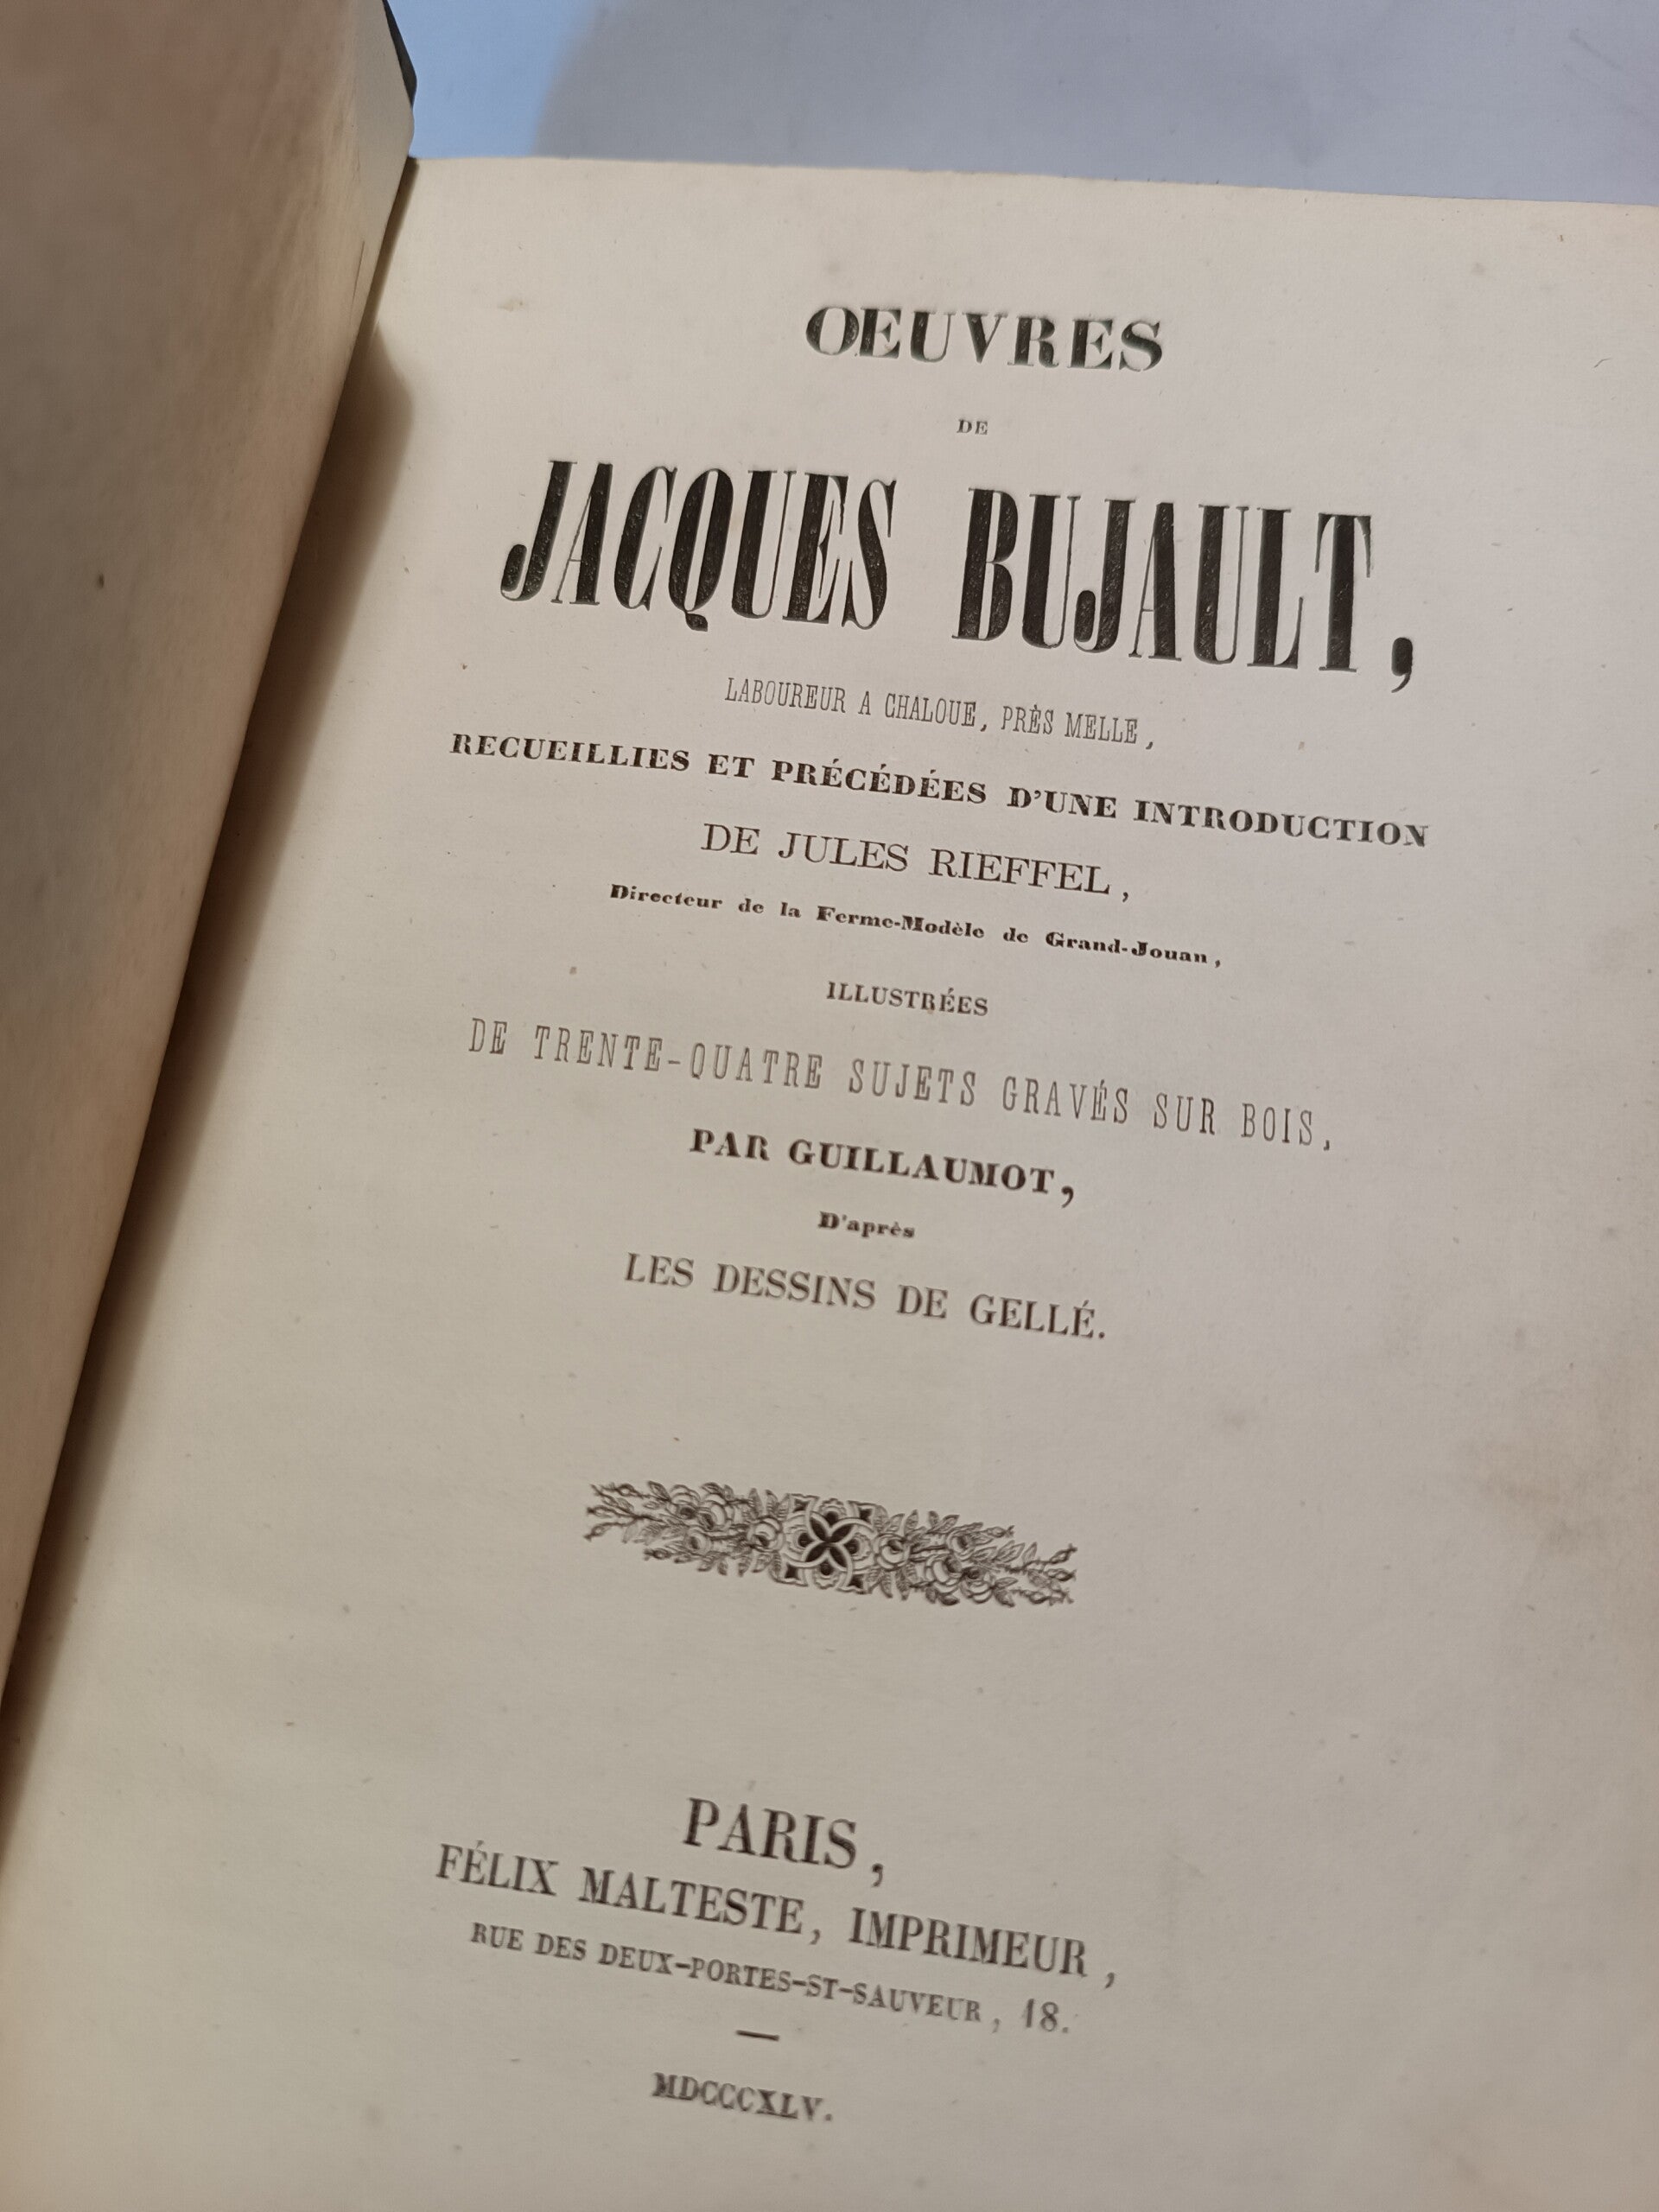 ŒUVRES
DE
JACQUES BUJAULT,
LABOUREUR A CHALOUE, PRÈS MELLE,
RECUEILLIES ET PRÉCÉDÉES D'UNE INTRODUCTION
DE JULES RIEFFEL,
Directeur de la Ferme-Modèle de Grand-Jouan,
ILLUSTRÉES
DE TRENTE-QUATRE SUJETS GRAVÉS SUR BOIS,
PAR GUILLAUMOT,
D'après
LES DESSINS DE GELLÉ.
PARIS,
FÉLIX MALTESTE, IMPRIMEUR,
RUE DES DEUX-PORTES-ST-SAUVEUR, 18.
—
MDCCCXLV.